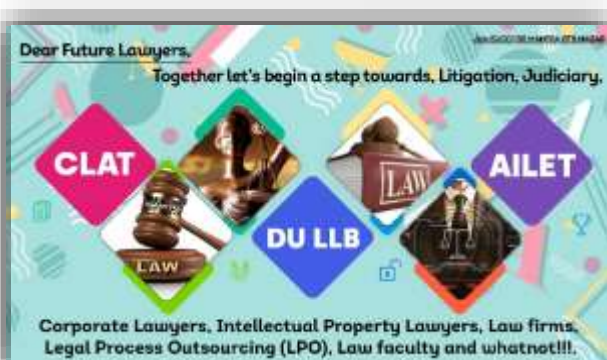 Dear Future Lawyers,
Together let's begin a step towards, Litigation, Judiciary,
CLAT
LAW
AILET
DU LLB
LAW
Corporate Lawyers, Intellectual Property Lawyers, Law firms,
Legal Process Outsourcing (LPO), Law faculty and whatnot!!!,